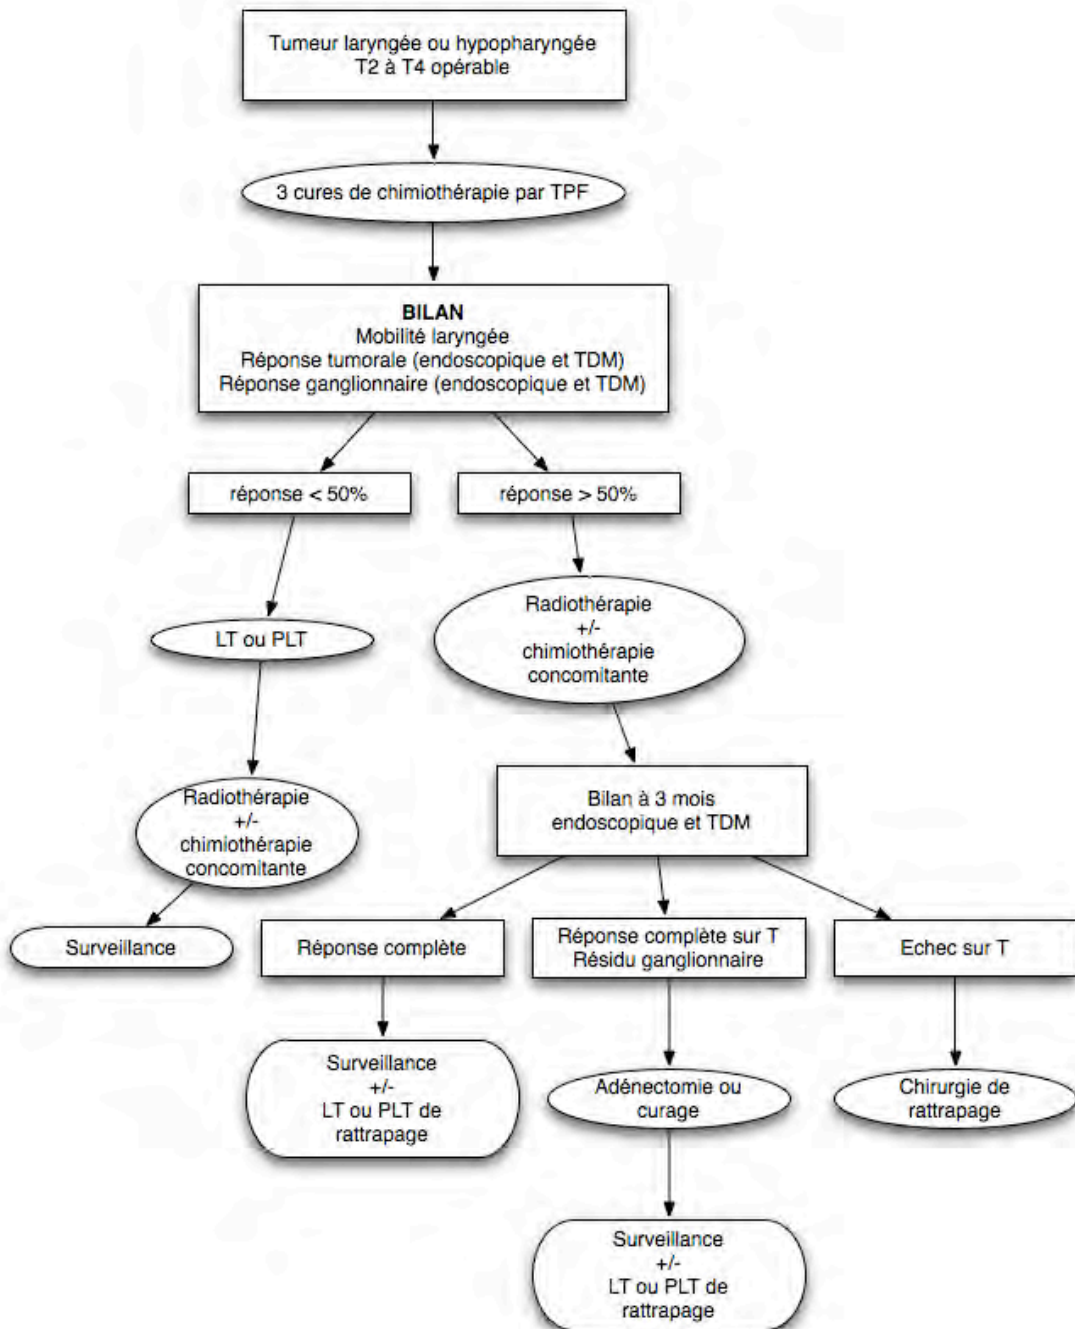 Tumeur laryngée ou hypopharyngée
T2 à T4 opérable
3 cures de chimiothérapie par TPF
BILAN
Mobilité laryngée
Réponse tumorale (endoscopique et TDM)
Réponse ganglionnaire (endoscopique et TDM)
réponse < 50%
réponse > 50%
LT ou PLT
Radiothérapie
+/-
chimiothérapie
concomitante
Radiothérapie
+/-
chimiothérapie
concomitante
Bilan à 3 mois
endoscopique et TDM
Surveillance
Réponse complète
Réponse complète sur T
Résidu ganglionnaire
Echec sur T
Surveillance
+/-
LT ou PLT de
rattrapage
Adénectomie ou
curage
Chirurgie de
rattrapage
Surveillance
+/-
LT ou PLT de
rattrapage